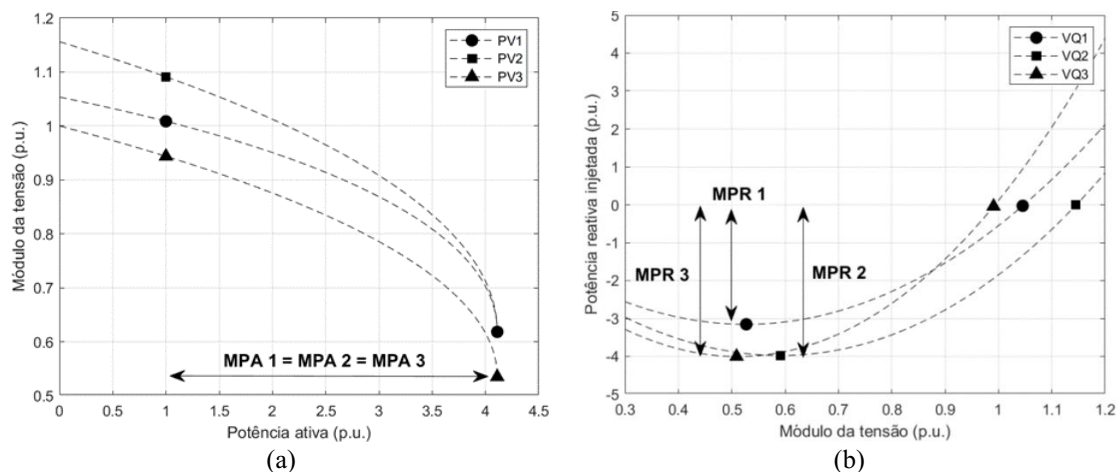 1.2
1.1
1
0.9
0.8
0.7
0.6
0.5
Módulo da tensão (p.u.)
PV1
PV2
PV3
MPA 1 = MPA 2 = MPA 3
0
0.5
1
1.5
2
2.5
3
3.5
4
4.5
Potência ativa (p.u.)
(a)
5
4
3
2
1
0
-1
-2
-3
-4
-5
Potência reativa injetada (p.u.)
VQ1
VQ2
VQ3
MPR 1
MPR 3
MPR 2
0.3
0.4
0.5
0.6
0.7
0.8
0.9
1
1.1
1.2
Módulo da tensão (p.u.)
(b)